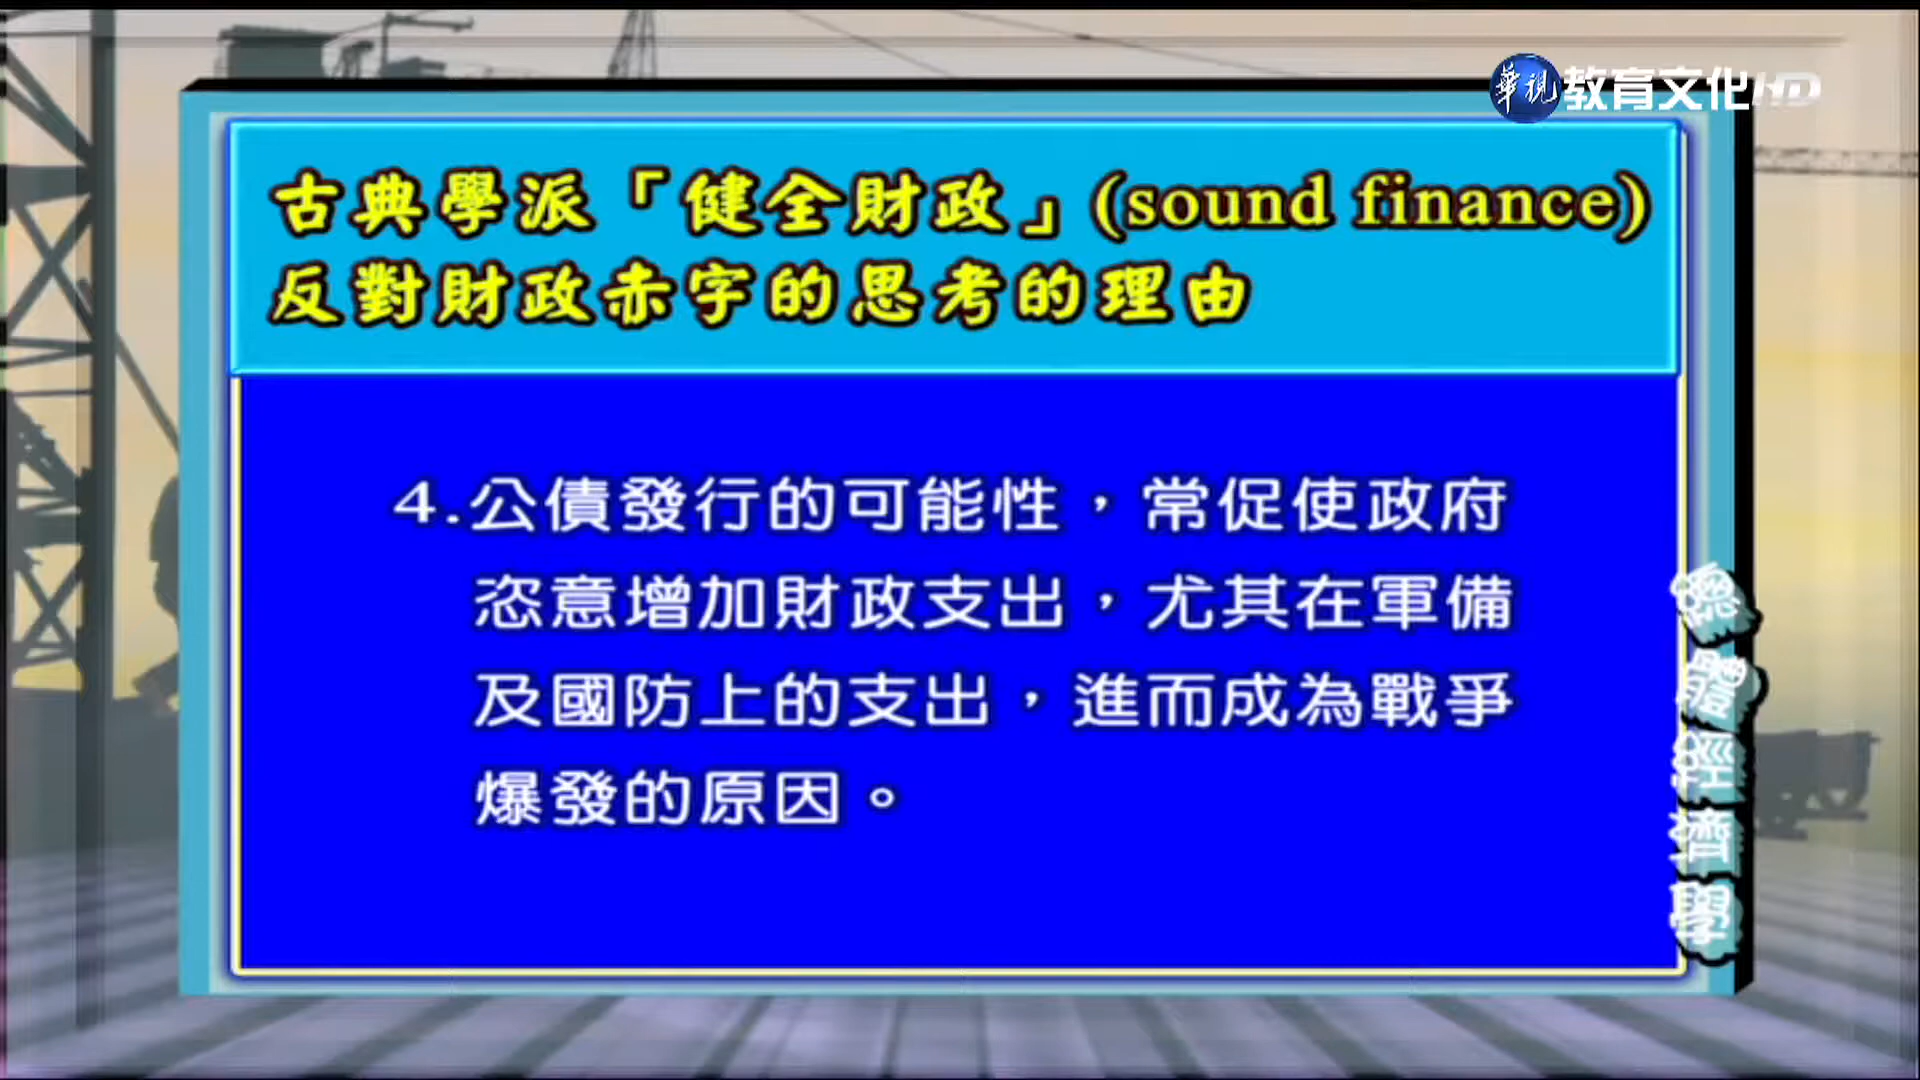 華視 教育文化HD
古典學派「健全財政」(sound finance)
反對財政赤字的思考的理由
4.公債發行的可能性，常促使政府
恣意增加財政支出，尤其在軍備
及國防上的支出，進而成為戰爭
爆發的原因。
總體經濟學